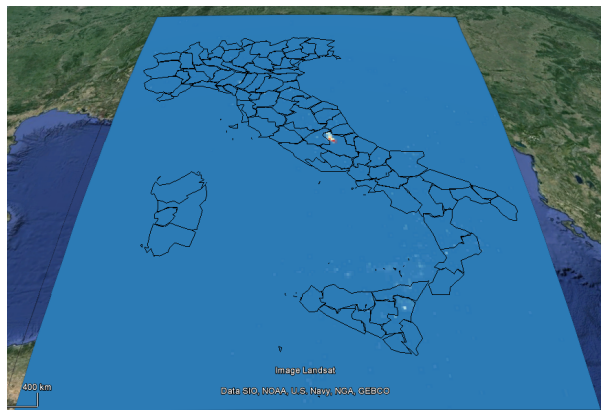 Image Landsat
Data SIO, NOAA, U.S. Navy, NGA, GEBCO
400 km